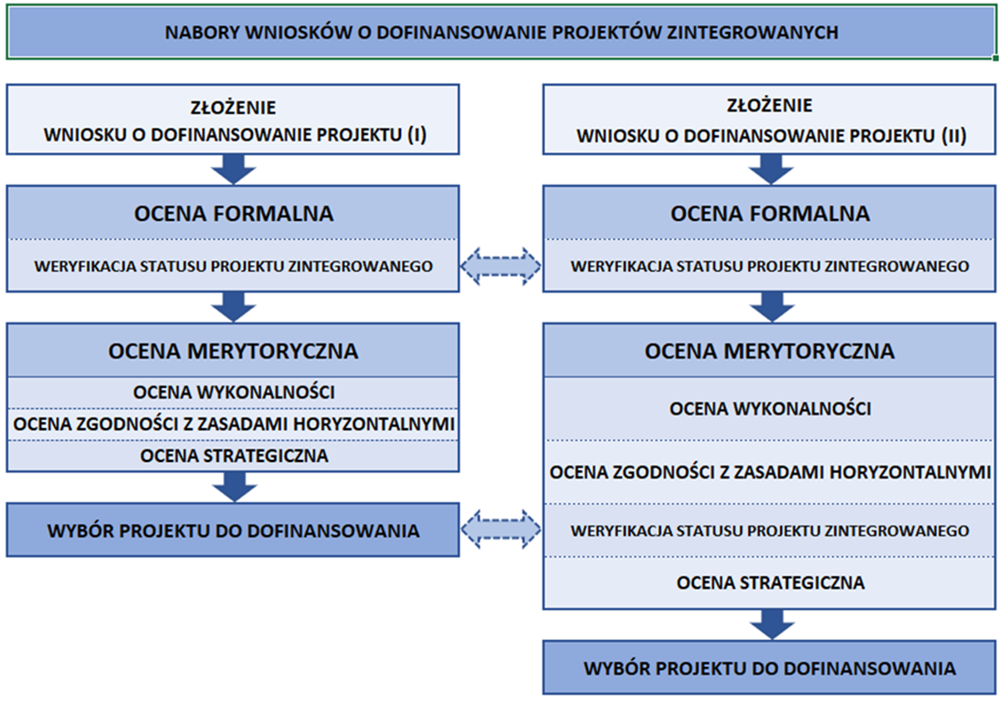 NABORY WNIOSKÓW O DOFINANSOWANIE PROJEKTÓW ZINTEGROWANYCH
ZŁOŻENIE
WNIOSKU O DOFINANSOWANIE PROJEKTU (I)
OCENA FORMALNA
WERYFIKACJA STATUSU PROJEKTU ZINTEGROWANEGO
OCENA MERYTORYCZNA
OCENA WYKONALNOŚCI
OCENA ZGODNOŚCI Z ZASADAMI HORYZONTALNYMI
OCENA STRATEGICZNA
WYBÓR PROJEKTU DO DOFINANSOWANIA
ZŁOŻENIE
WNIOSKU O DOFINANSOWANIE PROJEKTU (II)
OCENA FORMALNA
WERYFIKACJA STATUSU PROJEKTU ZINTEGROWANEGO
OCENA MERYTORYCZNA
OCENA WYKONALNOŚCI
OCENA ZGODNOŚCI Z ZASADAMI HORYZONTALNYMI
WERYFIKACJA STATUSU PROJEKTU ZINTEGROWANEGO
OCENA STRATEGICZNA
WYBÓR PROJEKTU DO DOFINANSOWANIA